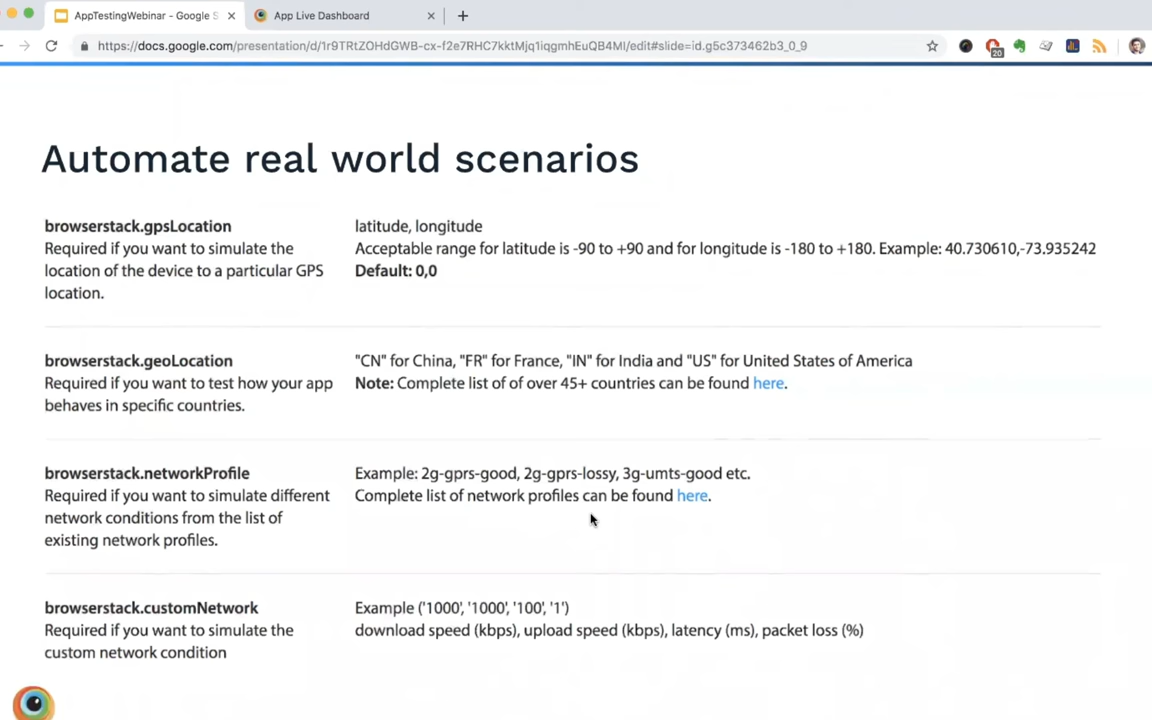 AppTestingWebinar - Google S
App Live Dashboard
https://docs.google.com/presentation/d/1r9TRtZOHdGWB-cx-f2e7RHC7kktMjq1iqgmhEuQB4MI/edit#slide=id.g5c373462b3_0_9
20
Automate real world scenarios
browserstack.gpsLocation
Required if you want to simulate the
location of the device to a particular GPS
location.
latitude, longitude
Acceptable range for latitude is -90 to +90 and for longitude is -180 to +180. Example: 40.730610,-73.935242
Default: 0,0
browserstack.geoLocation
Required if you want to test how your app
behaves in specific countries.
"CN" for China, "FR" for France, "IN" for India and "US" for United States of America
Note: Complete list of of over 45+ countries can be found here.
browserstack.networkProfile
Required if you want to simulate different
network conditions from the list of
existing network profiles.
Example: 2g-gprs-good, 2g-gprs-lossy, 3g-umts-good etc.
Complete list of network profiles can be found here.
browserstack.customNetwork
Required if you want to simulate the
custom network condition
Example ('1000', '1000', '100', '1')
download speed (kbps), upload speed (kbps), latency (ms), packet loss (%)